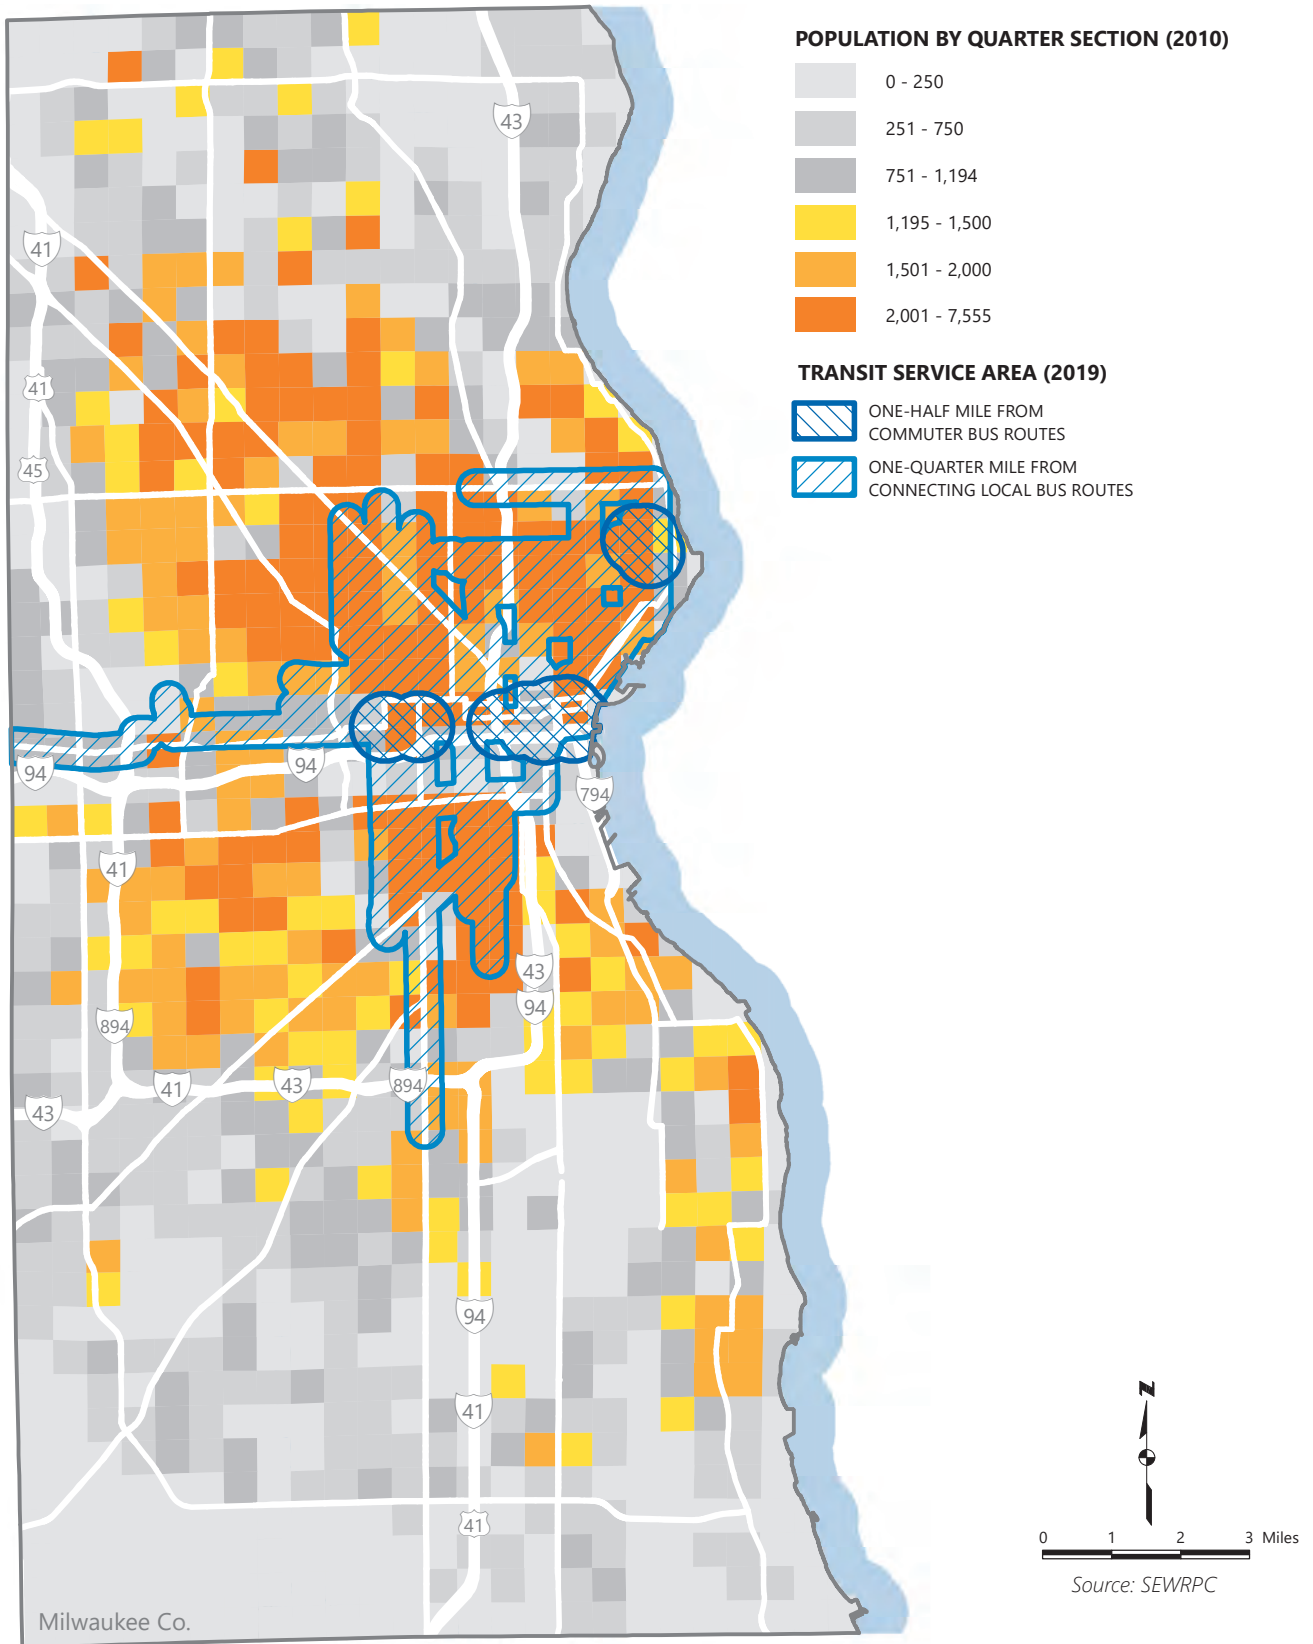 POPULATION BY QUARTER SECTION (2010)
0 - 250
251 - 750
751 - 1,194
1,195 - 1,500
1,501 - 2,000
2,001 - 7,555
TRANSIT SERVICE AREA (2019)
ONE-HALF MILE FROM
COMMUTER BUS ROUTES
ONE-QUARTER MILE FROM
CONNECTING LOCAL BUS ROUTES
43
41
41
45
94
94
794
41
43
94
894
41
43
894
43
94
41
41
N
0 1 2 3 Miles
Source: SEWRPC
Milwaukee Co.